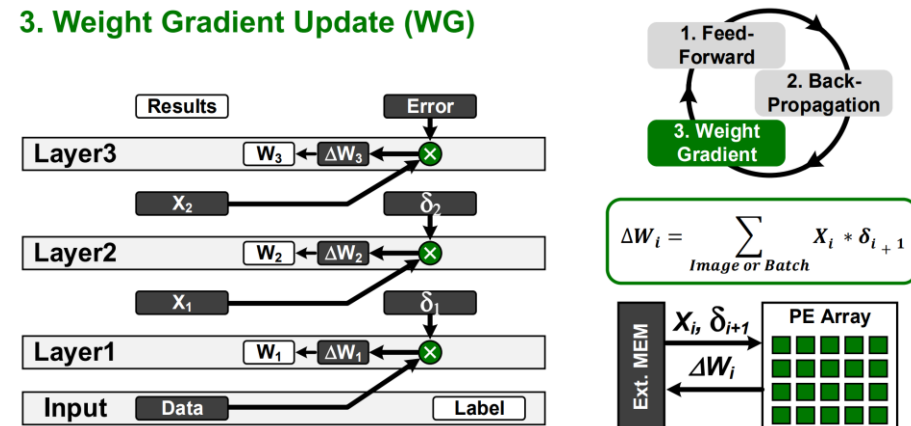 3. Weight Gradient Update (WG)
Results
Error
Layer3
W₃
ΔW₃
×
X₂
δ₂
Layer2
W₂
ΔW₂
×
X₁
δ₁
Layer1
W₁
ΔW₁
×
Input
Data
Label
1. Feed-
Forward
2. Back-
Propagation
3. Weight
Gradient
ΔWᵢ = ∑ Xᵢ * δᵢ ₊ ₁
Image or Batch
Ext. MEM
Xᵢ, δᵢ₊₁
ΔWᵢ
PE Array